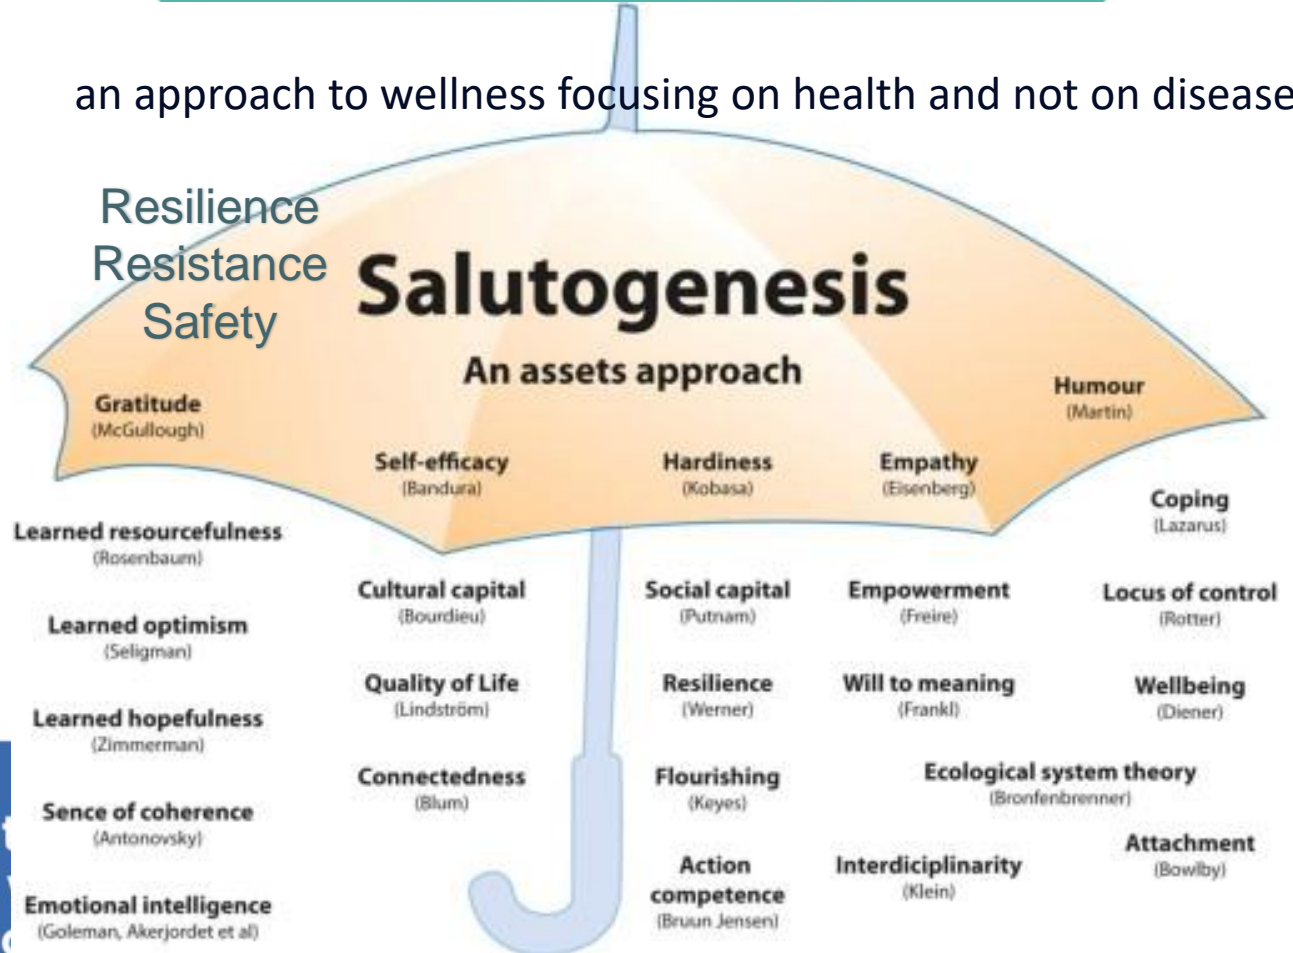 an approach to wellness focusing on health and not on disease
Resilience
Resistance
Safety
Salutogenesis
An assets approach
Gratitude
(McGullough)
Humour
(Martin)
Self-efficacy
(Bandura)
Hardiness
(Kobasa)
Empathy
(Eisenberg)
Coping
(Lazarus)
Learned resourcefulness
(Rosenbaum)
Learned optimism
(Seligman)
Learned hopefulness
(Zimmerman)
Sence of coherence
(Antonovsky)
Emotional intelligence
(Goleman, Akerjordet et al)
Cultural capital
(Bourdieu)
Quality of Life
(Lindström)
Connectedness
(Blum)
Social capital
(Putnam)
Resilience
(Werner)
Flourishing
(Keyes)
Action
competence
(Bruun Jensen)
Empowerment
(Freire)
Will to meaning
(Frankl)
Locus of control
(Rotter)
Wellbeing
(Diener)
Ecological system theory
(Bronfenbrenner)
Interdiciplinarity
(Klein)
Attachment
(Bowlby)